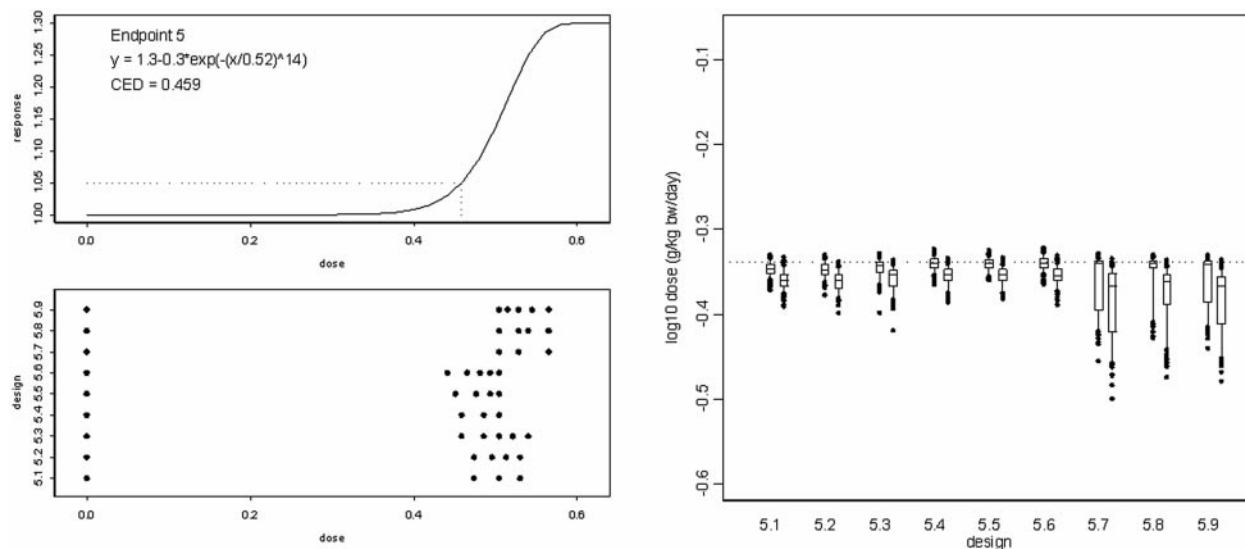 Endpoint 5
y = 1.3-0.3*exp(-(x/0.52)^14)
CED = 0.459
response
1.00 1.05 1.10 1.15 1.20 1.25 1.30
0.0 0.2 0.4 0.6
dose
design
5.1 5.2 5.3 5.4 5.5 5.6 5.7 5.8 5.9
0.0 0.2 0.4 0.6
dose
log10 dose (g/kg bw/day)
-0.6 -0.5 -0.4 -0.3 -0.2 -0.1
5.1 5.2 5.3 5.4 5.5 5.6 5.7 5.8 5.9
design